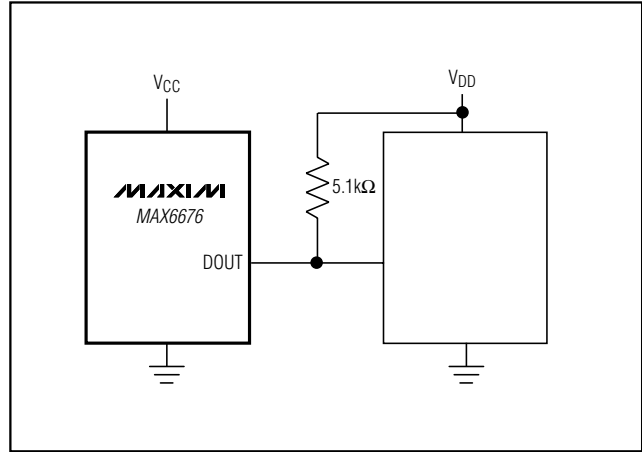 VCC
VDD
MAXIM
MAX6676
5.1kΩ
DOUT